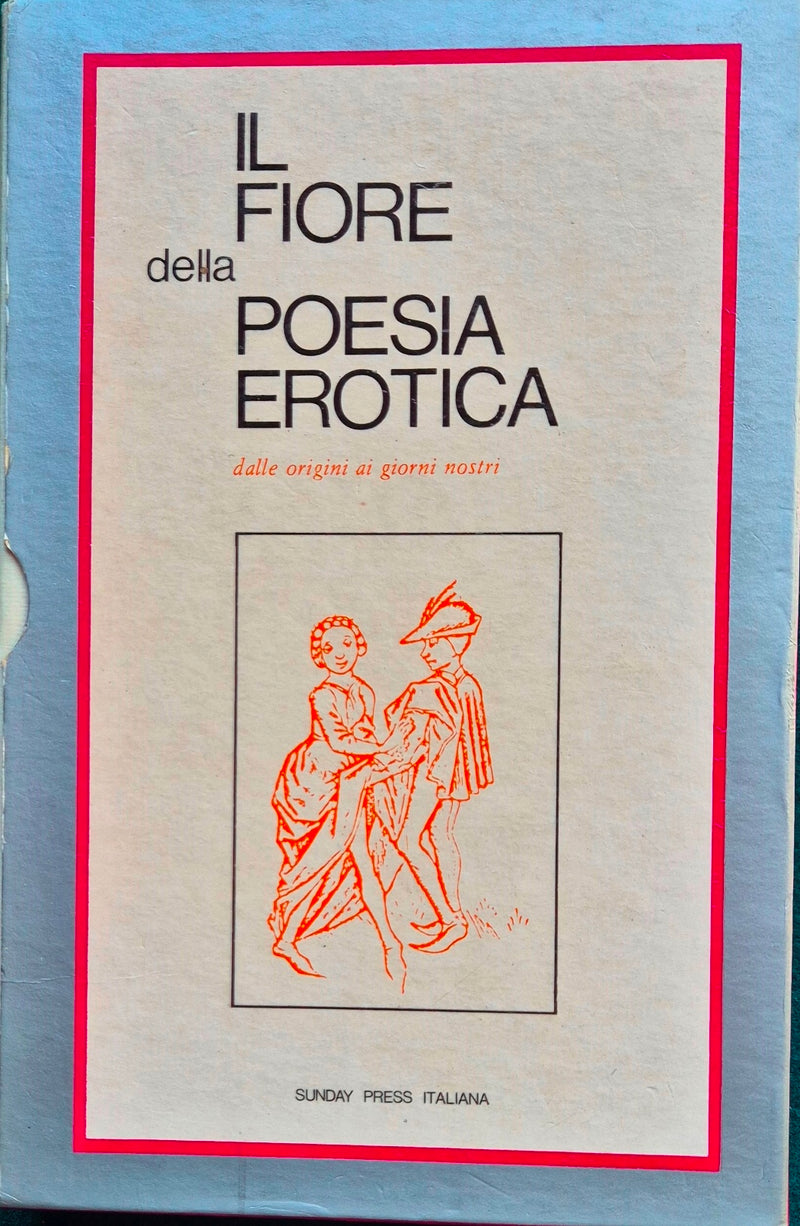 IL
FIORE
della
POESIA
EROTICA
dalle origini ai giorni nostri
SUNDAY PRESS ITALIANA